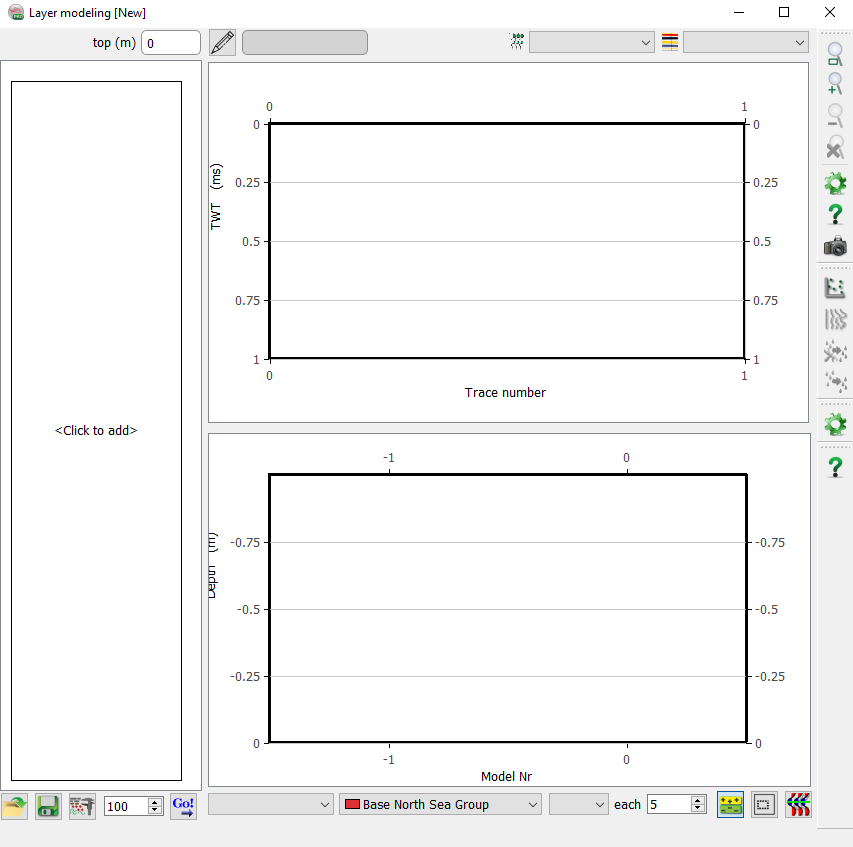 Layer modeling [New]
top (m) 0
0 1
0 0
0.25 0.25
TWT (ms)
0.5 0.5
0.75 0.75
1 1
0 1
Trace number
<Click to add>
-1 0
-0.75 -0.75
Depth (m)
-0.5 -0.5
-0.25 -0.25
0 0
-1 0
Model Nr
100 Go! Base North Sea Group each 5